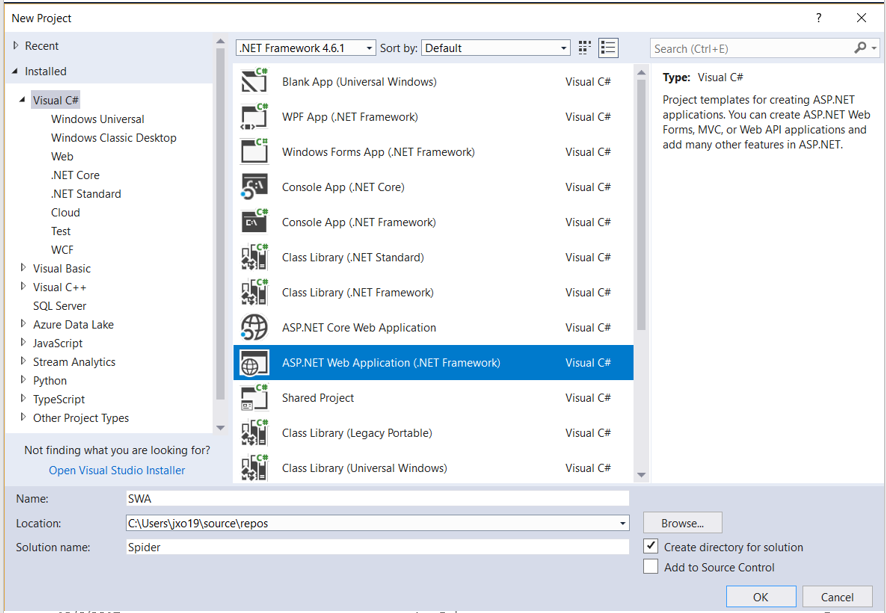 New Project ?
Recent
Installed
Visual C#
Windows Universal
Windows Classic Desktop
Web
.NET Core
.NET Standard
Cloud
Test
WCF
Visual Basic
Visual C++
SQL Server
Azure Data Lake
JavaScript
Stream Analytics
Python
TypeScript
Other Project Types
Not finding what you are looking for?
Open Visual Studio Installer
.NET Framework 4.6.1 Sort by: Default
Blank App (Universal Windows) Visual C#
WPF App (.NET Framework) Visual C#
Windows Forms App (.NET Framework) Visual C#
Console App (.NET Core) Visual C#
Console App (.NET Framework) Visual C#
Class Library (.NET Standard) Visual C#
Class Library (.NET Framework) Visual C#
ASP.NET Core Web Application Visual C#
ASP.NET Web Application (.NET Framework) Visual C#
Shared Project Visual C#
Class Library (Legacy Portable) Visual C#
Class Library (Universal Windows) Visual C#
Search (Ctrl+E)
Type: Visual C#
Project templates for creating ASP.NET
applications. You can create ASP.NET Web
Forms, MVC, or Web API applications and
add many other features in ASP.NET.
Name: SWA
Location: C:\Users\jxo19\source\repos Browse...
Solution name: Spider
Create directory for solution
Add to Source Control
OK Cancel